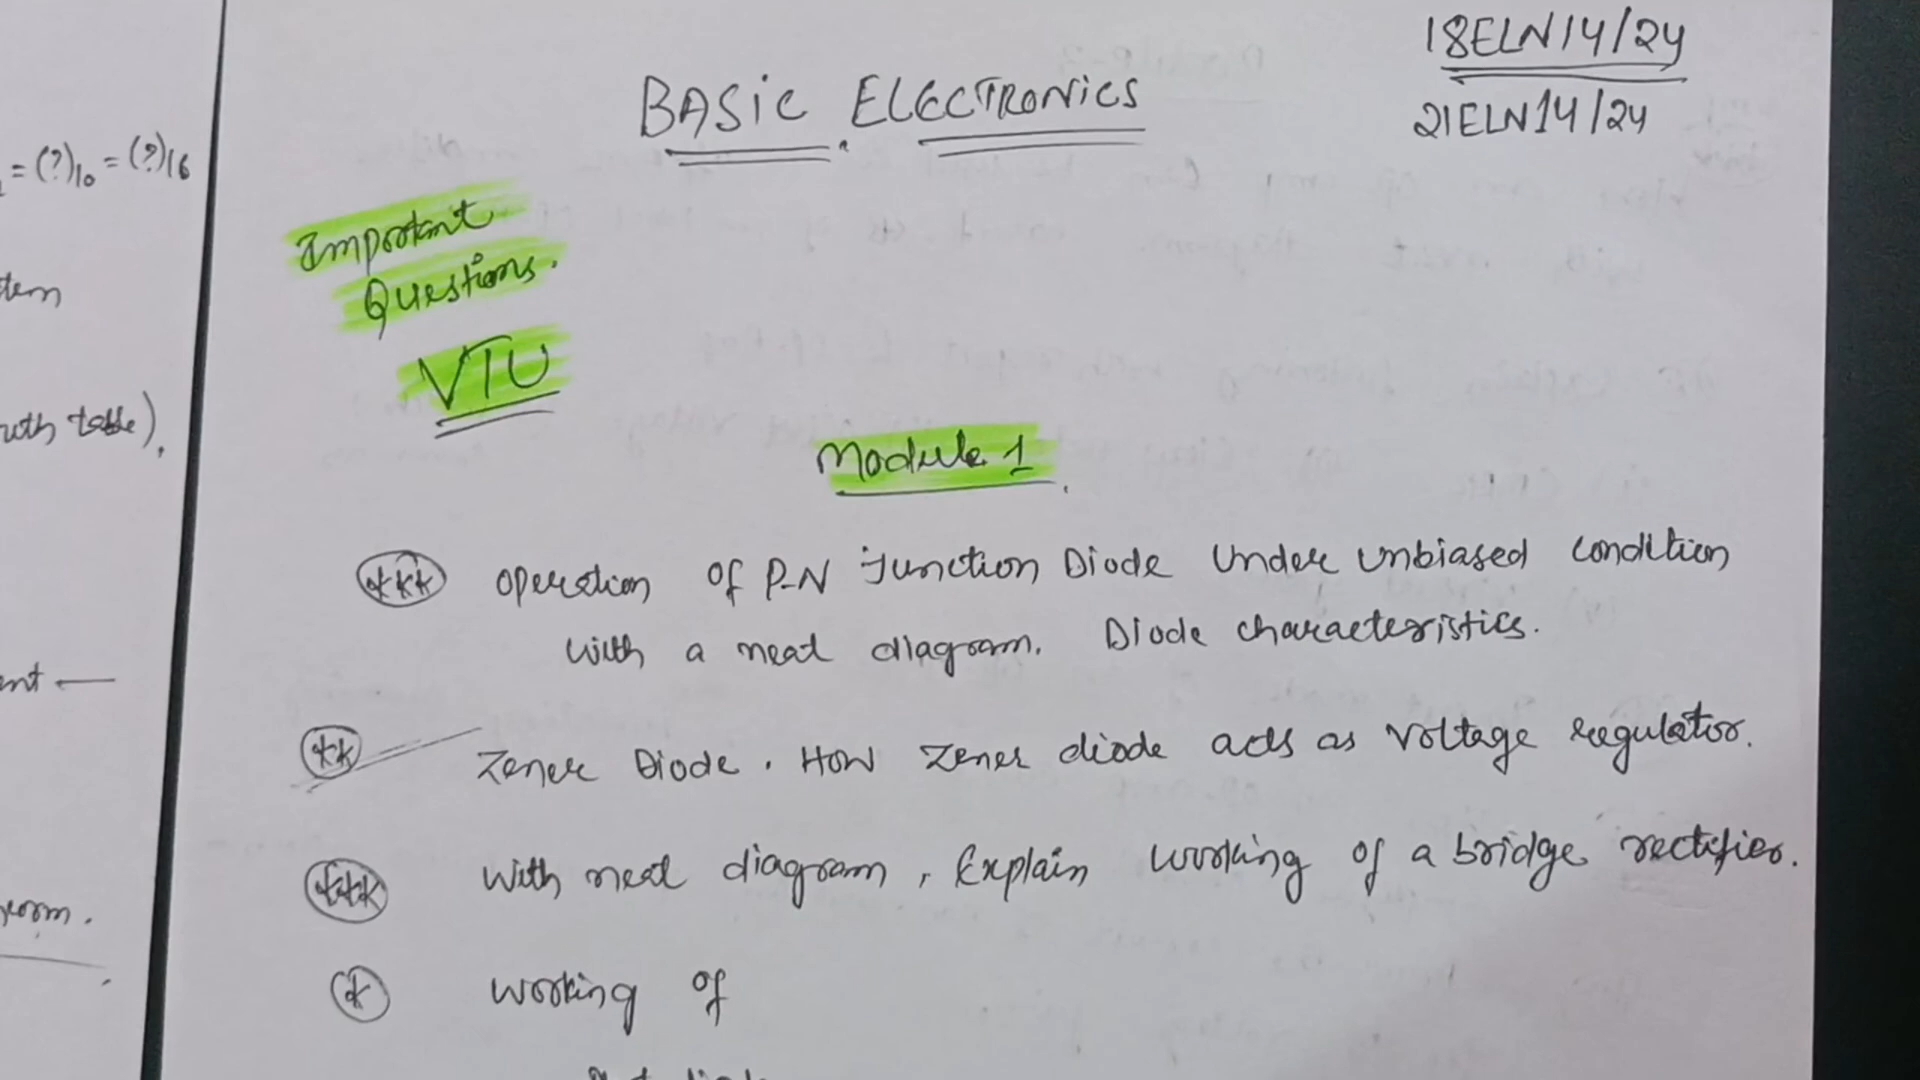 18ELN14/24
21ELN14/24
BASIC ELECTRONICS
Important
Questions.
VTU
Module 1
*** Operation of P-N Junction Diode Under Unbiased Condition
with a neat diagram. Diode characteristics.
** Zener Diode. How Zener diode acts as Voltage regulator.
*** With neat diagram, Explain working of a bridge rectifier.
* Working of
= (?)10 = (?)16
table).